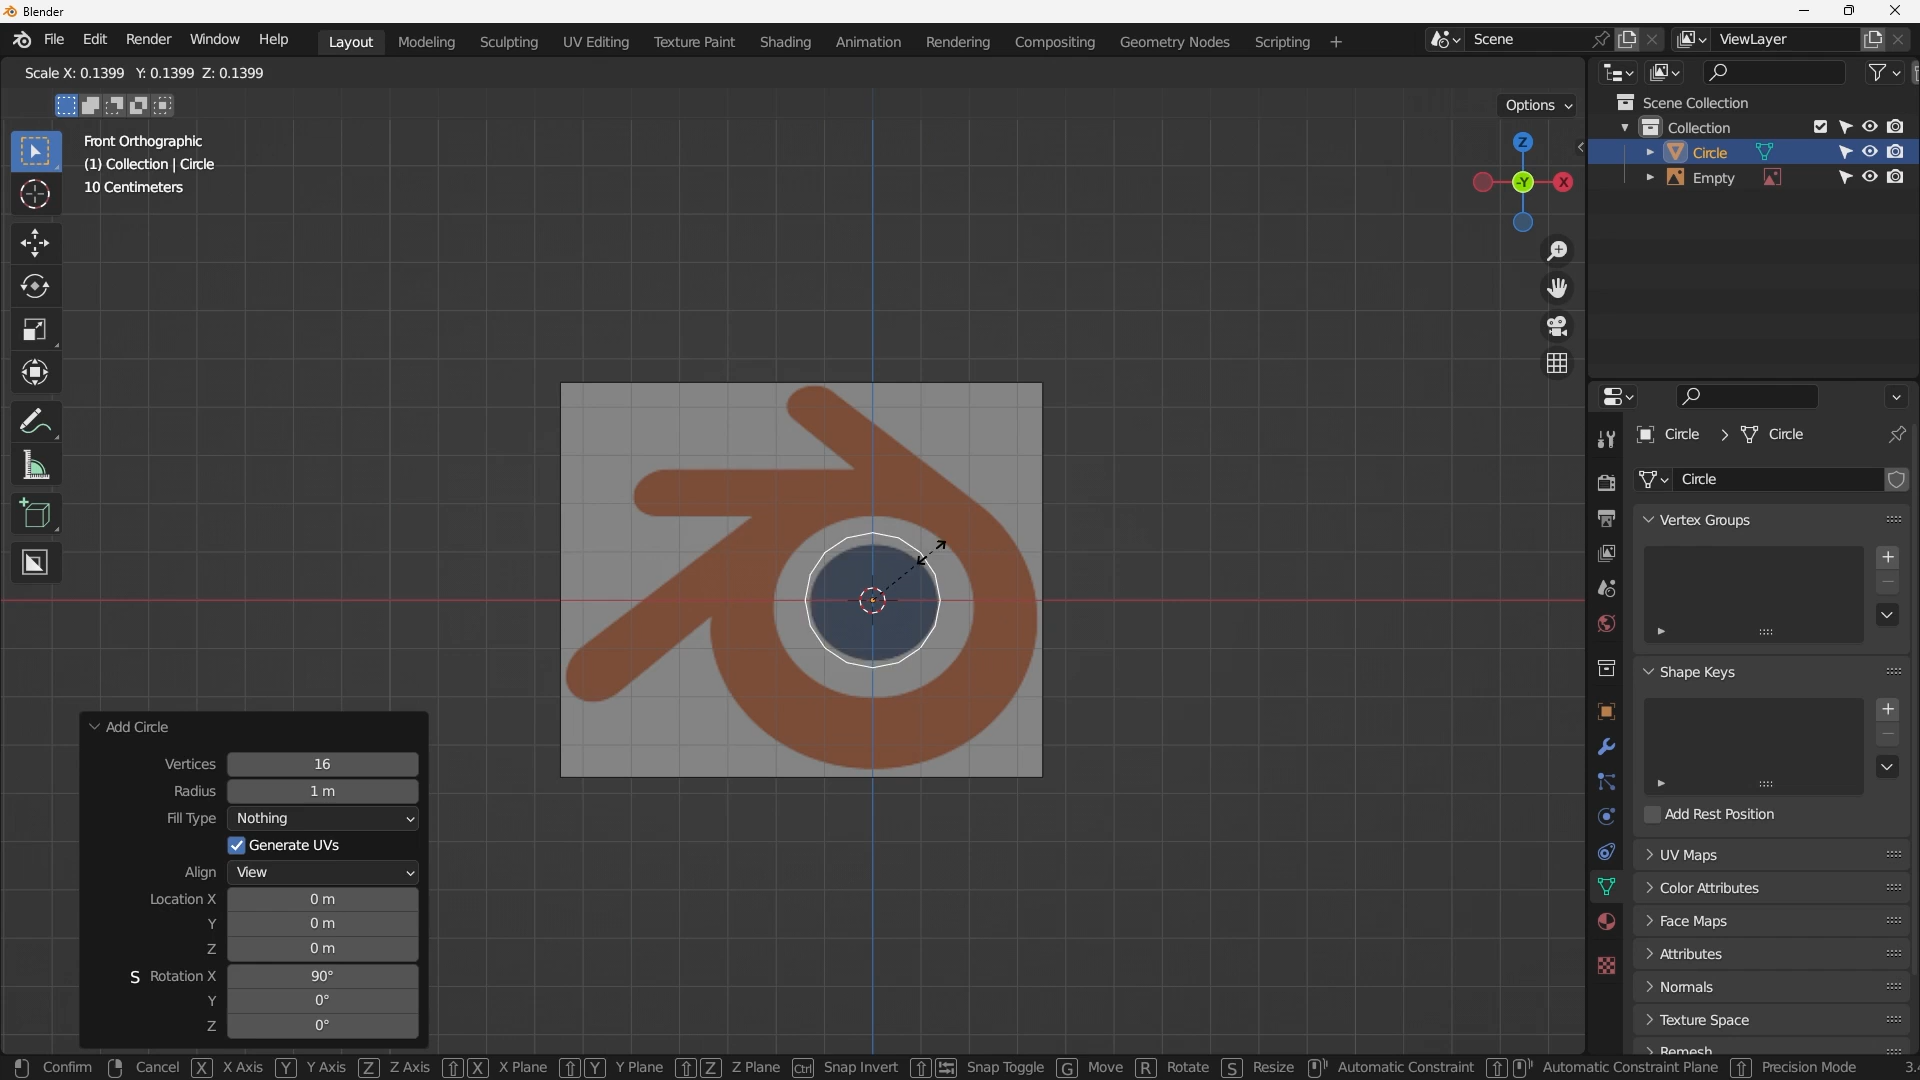 Blender
File Edit Render Window Help Layout Modeling Sculpting UV Editing Texture Paint Shading Animation Rendering Compositing Geometry Nodes Scripting + Scene ViewLayer
Scale X: 0.1399 Y: 0.1399 Z: 0.1399
Options
Front Orthographic
(1) Collection | Circle
10 Centimeters
Z
-Y X
Scene Collection
Collection
Circle
Empty
Circle > Circle
Circle
Vertex Groups
Shape Keys
Add Rest Position
UV Maps
Color Attributes
Face Maps
Attributes
Normals
Texture Space
Remesh
Add Circle
Vertices 16
Radius 1 m
Fill Type Nothing
Generate UVs
Align View
Location X 0 m
Y 0 m
Z 0 m
S Rotation X 90°
Y 0°
Z 0°
Confirm Cancel X X Axis Y Y Axis Z Z Axis X X Plane Y Y Plane Z Z Plane Ctrl Snap Invert Snap Toggle G Move R Rotate S Resize Automatic Constraint Automatic Constraint Plane Precision Mode